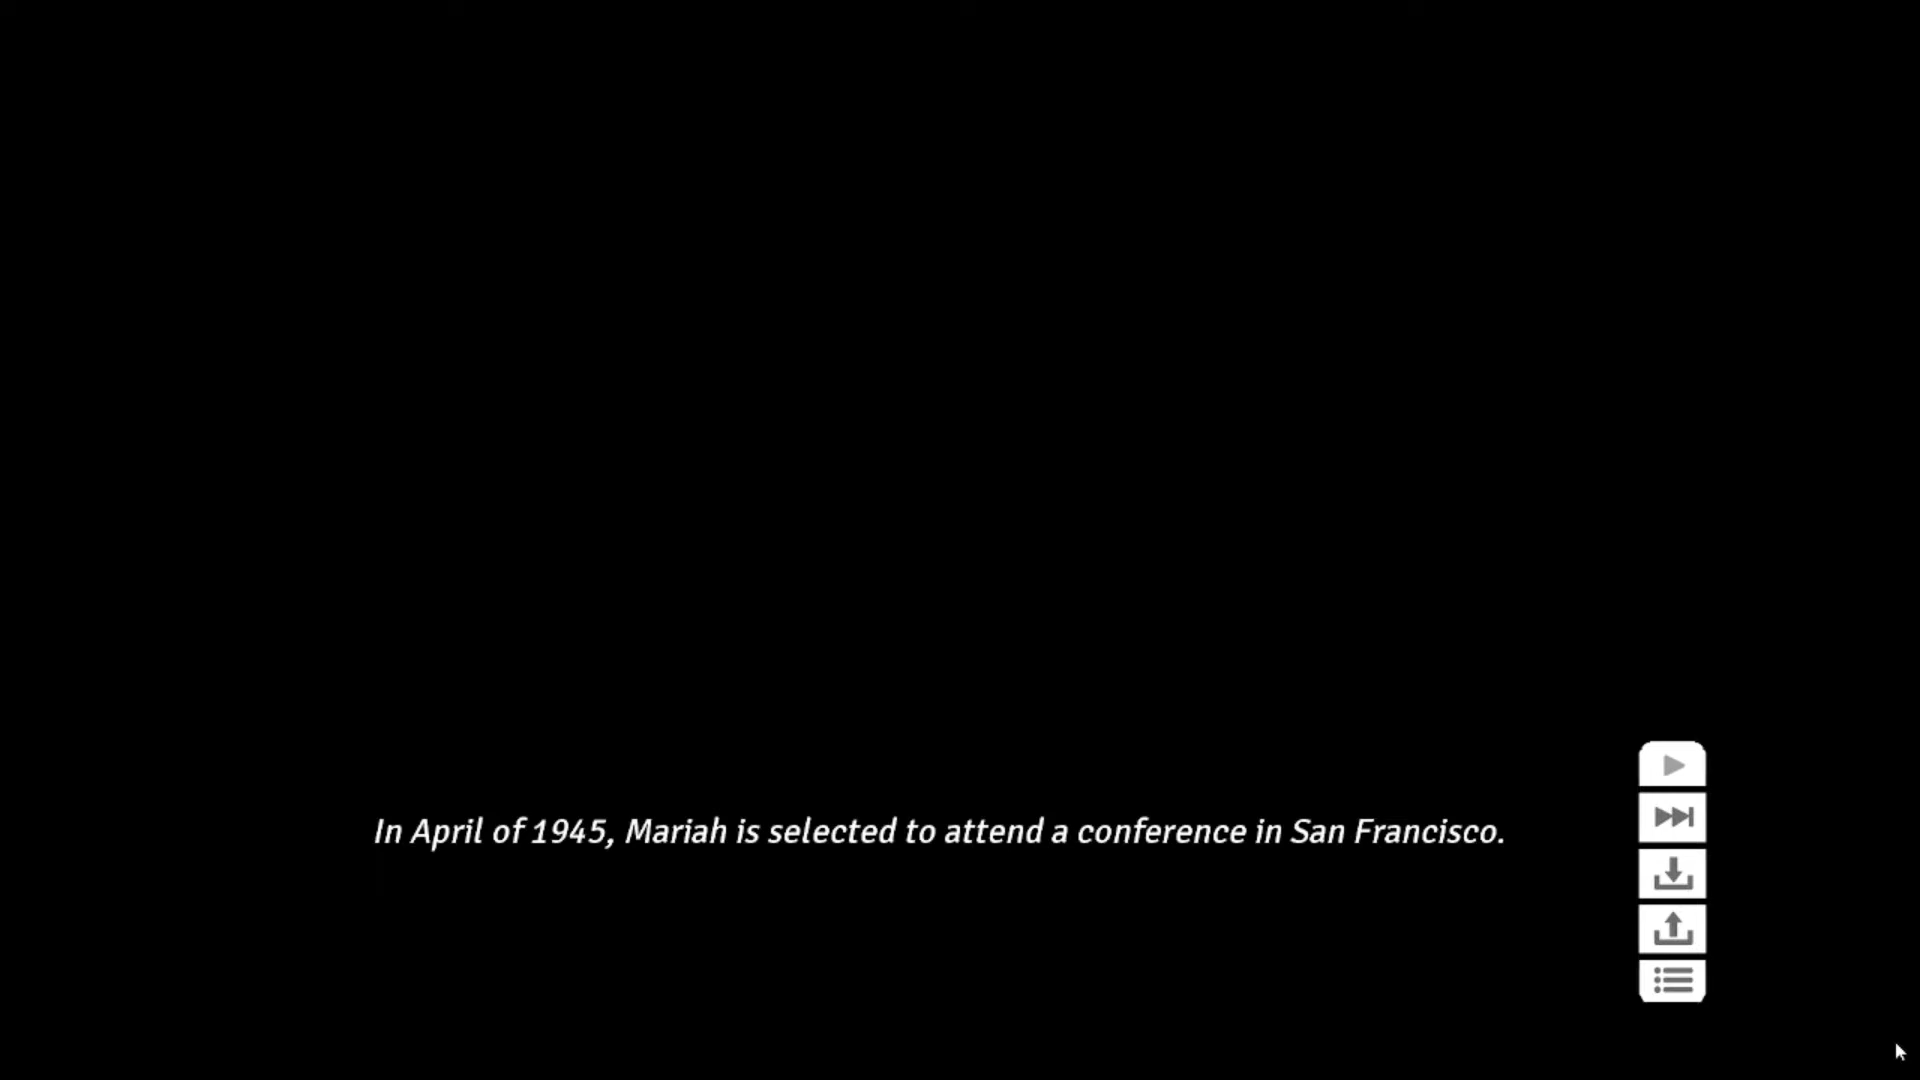 In April of 1945, Mariah is selected to attend a conference in San Francisco.